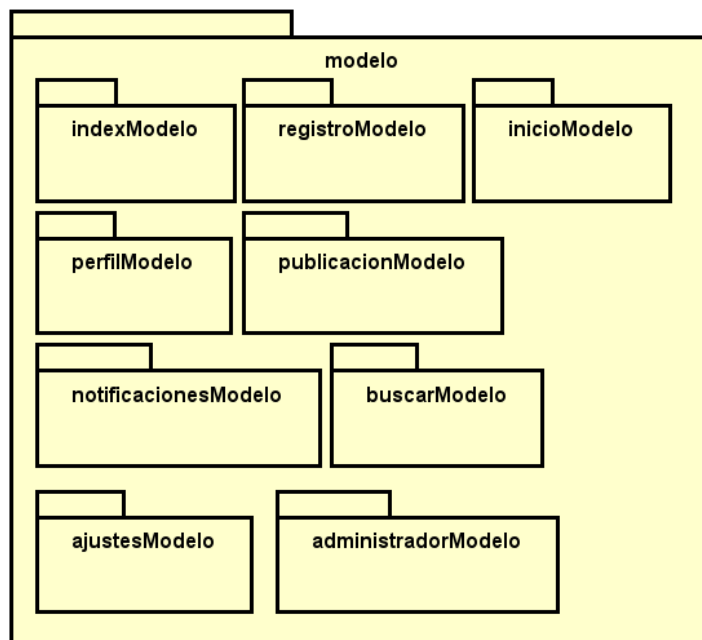 modelo
indexModelo
registroModelo
inicioModelo
perfilModelo
publicacionModelo
notificacionesModelo
buscarModelo
ajustesModelo
administradorModelo